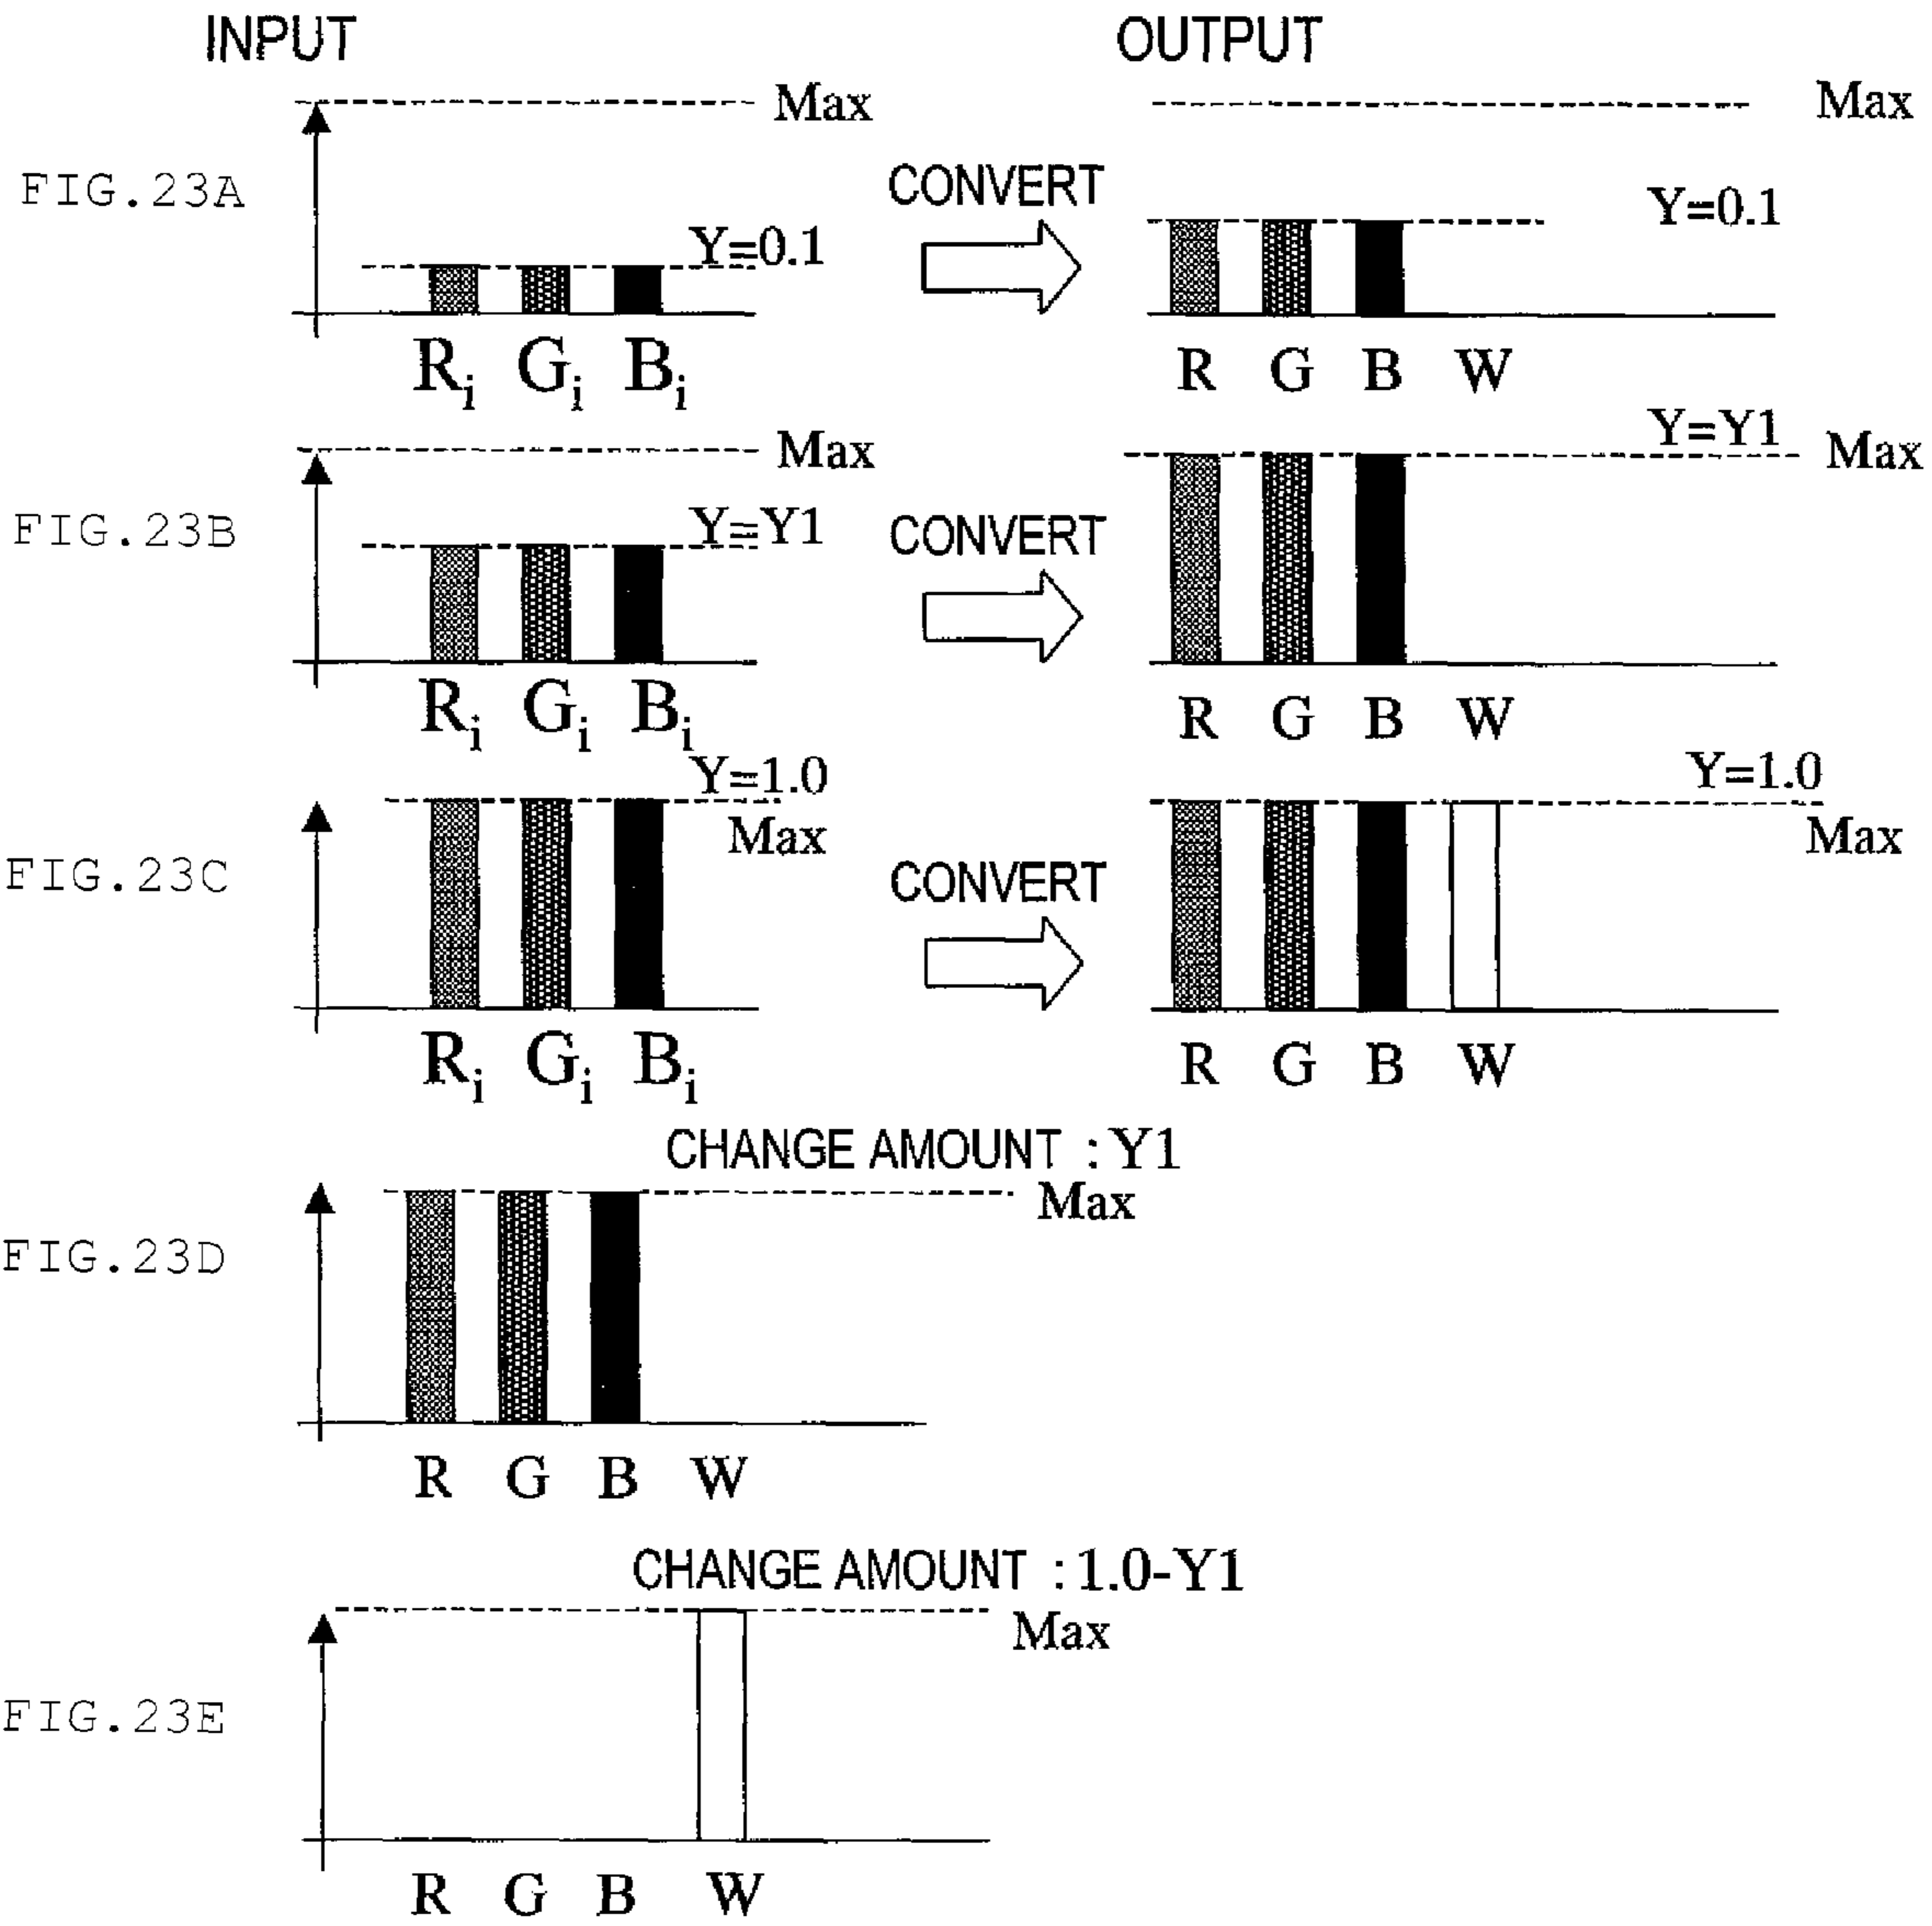 INPUT OUTPUT
Max Max
FIG.23A CONVERT
Y=0.1 Y=0.1
Ri Gi Bi R G B W
Max Y=Y1 Max
FIG.23B Y=Y1 CONVERT
Ri Gi Bi R G B W
Y=1.0 Y=1.0
Max Max
FIG.23C CONVERT
Ri Gi Bi R G B W
CHANGE AMOUNT :Y1
Max
FIG.23D
R G B W
CHANGE AMOUNT :1.0-Y1
Max
FIG.23E
R G B W